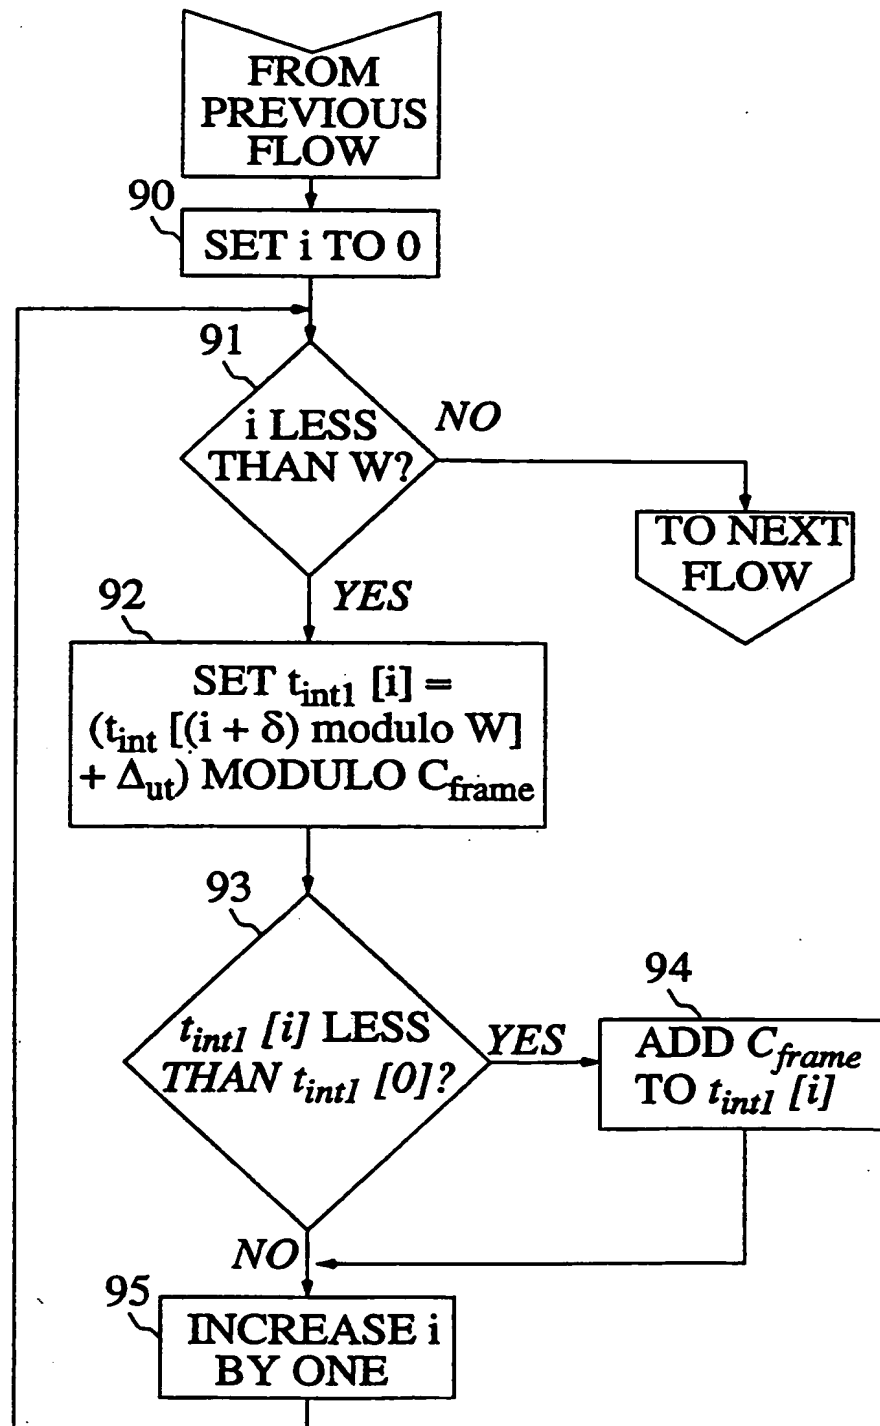 FROM
PREVIOUS
FLOW
90
SET i TO 0
91
i LESS
THAN W?
NO
TO NEXT
FLOW
YES
92
SET t_int1 [i] =
(t_int [(i + δ) modulo W]
+ Δ_ut) MODULO C_frame
93
t_int1 [i] LESS
THAN t_int1 [0]?
YES
94
ADD C_frame
TO t_int1 [i]
NO
95
INCREASE i
BY ONE